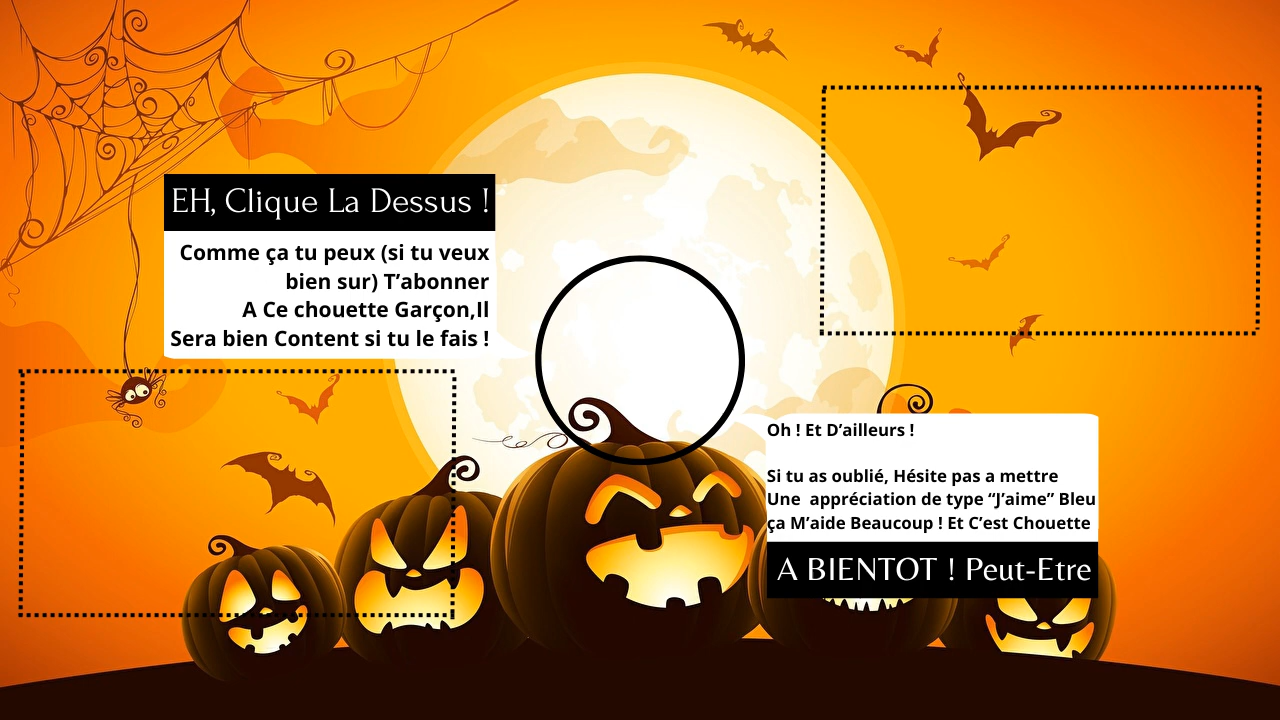 EH, Clique La Dessus !
Comme ça tu peux (si tu veux
bien sur) T’abonner
A Ce chouette Garçon,Il
Sera bien Content si tu le fais !
Oh ! Et D’ailleurs !
Si tu as oublié, Hésite pas a mettre
Une appréciation de type “J’aime” Bleu
ça M’aide Beaucoup ! Et C’est Chouette
A BIENTOT ! Peut-Etre